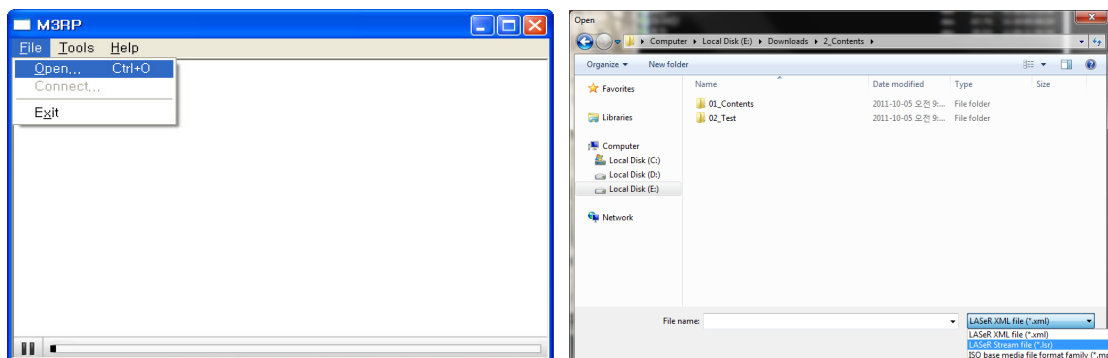 M3RP
File Tools Help
Open... Ctrl+O
Connect...
Exit
Open
Computer Local Disk (E:) Downloads 2_Contents
Organize New folder
Favorites
Libraries
Computer
Local Disk (C:)
Local Disk (D:)
Local Disk (E:)
Network
Name Date modified Type Size
01_Contents 2011-10-05 오전 9:... File folder
02_Test 2011-10-05 오전 9:... File folder
File name: LASeR XML file (*.xml)
LASeR XML file (*.xml)
LASeR Stream file (*.lsr)
ISO base media file format family (*.mp